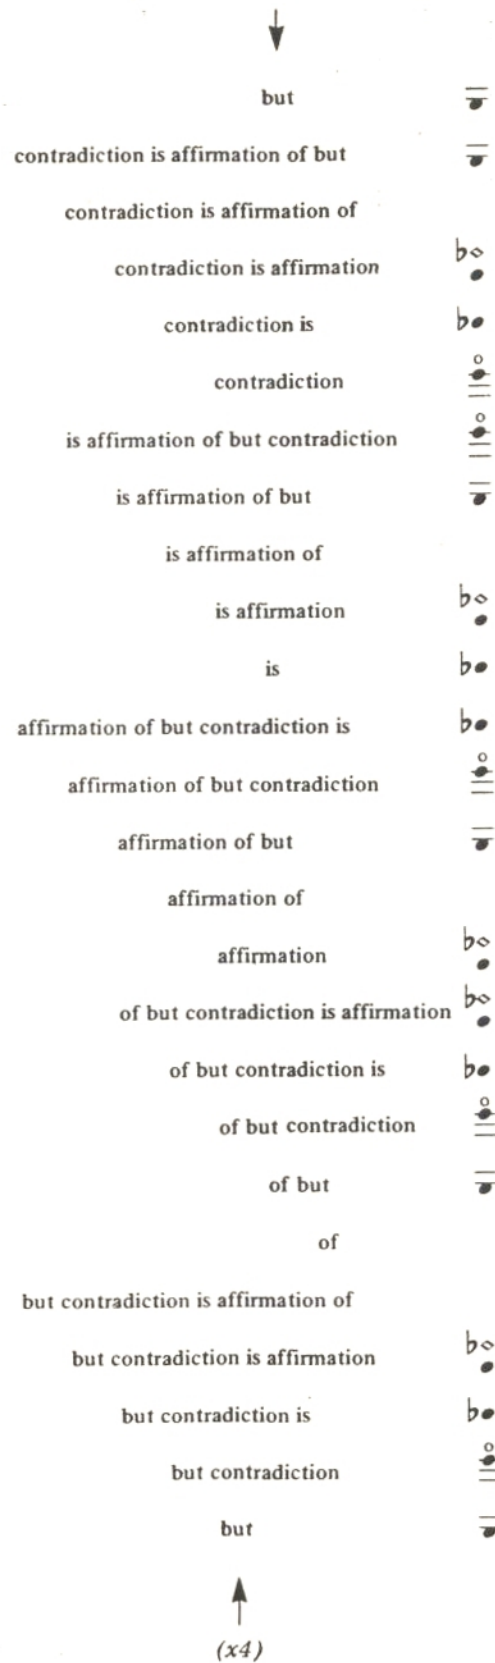 but
contradiction is affirmation of but
contradiction is affirmation of
contradiction is affirmation
contradiction is
contradiction
is affirmation of but contradiction
is affirmation of but
is affirmation of
is affirmation
is
affirmation of but contradiction is
affirmation of but contradiction
affirmation of but
affirmation of
affirmation
of but contradiction is affirmation
of but contradiction is
of but contradiction
of but
of
but contradiction is affirmation of
but contradiction is affirmation
but contradiction is
but contradiction
but
(x4)